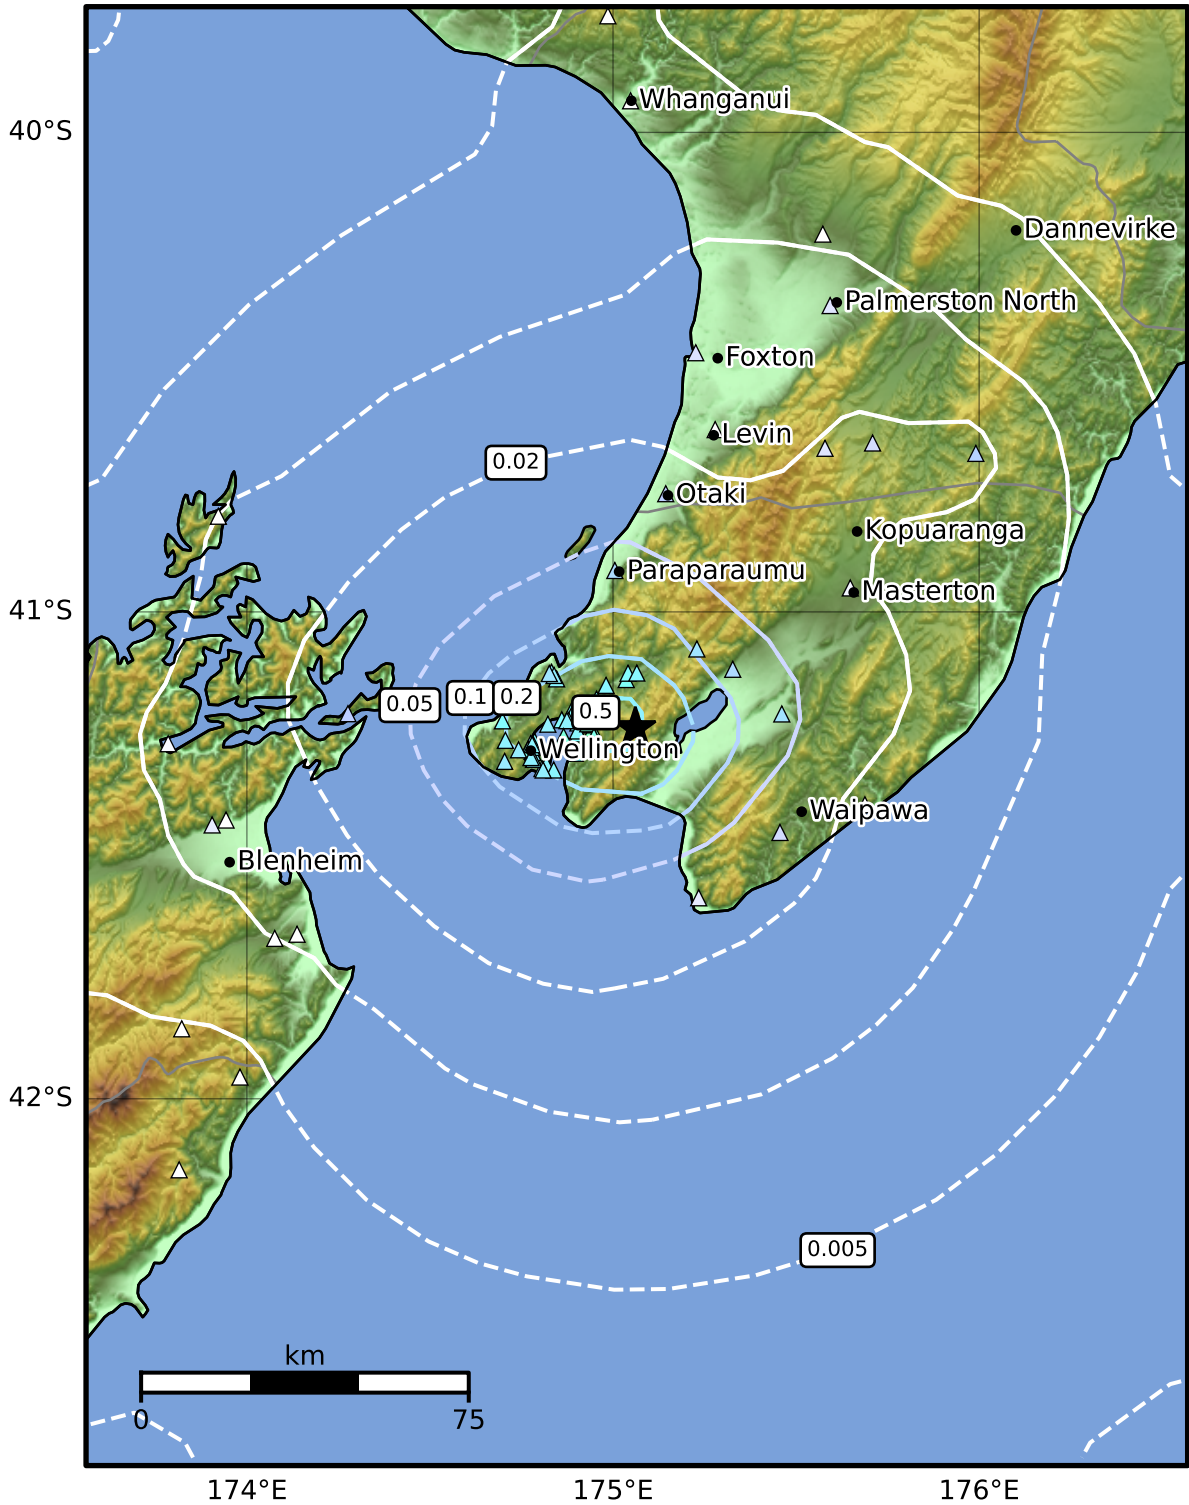 Whanganui
40°S
Dannevirke
Palmerston North
Foxton
Levin
0.02
Otaki
Kopuaranga
Paraparaumu
Masterton
41°S
0.05
0.1
0.2
0.5
Wellington
Waipawa
Blenheim
42°S
0.005
km
0
75
174°E
175°E
176°E